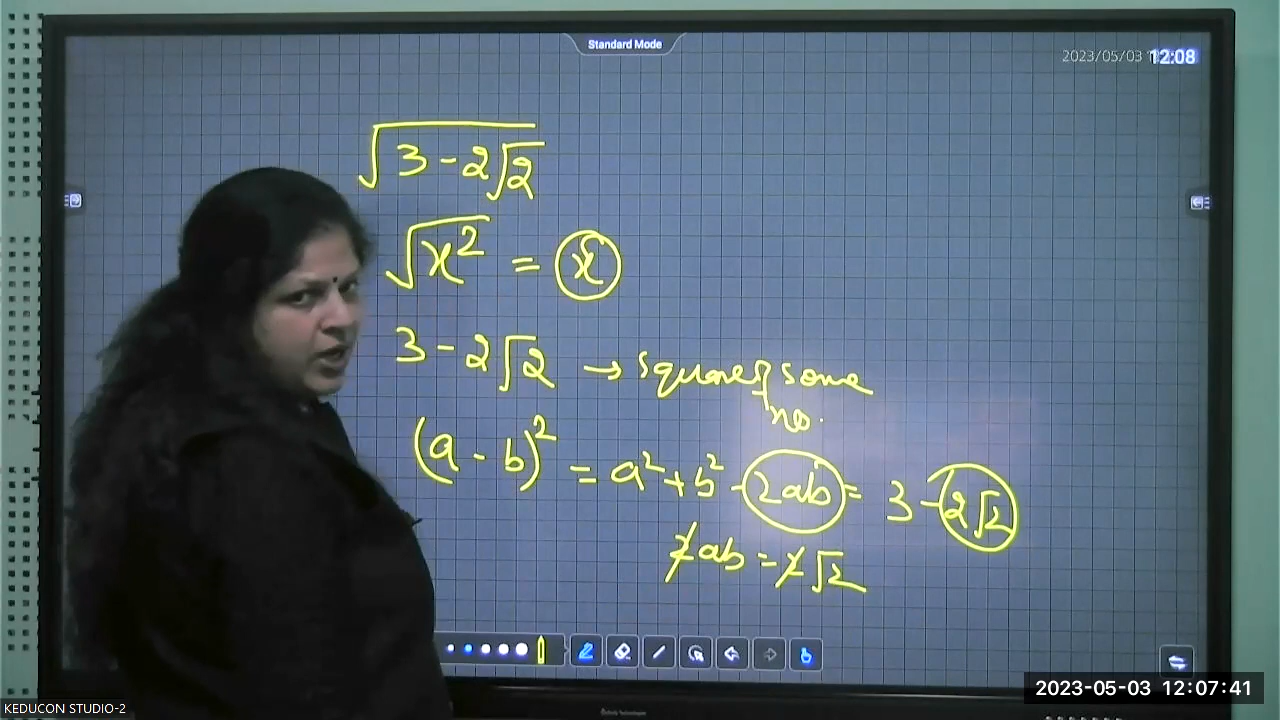 Standard Mode
2023/05/03 12:08
√(3-2√2)
√(x²) = x
3-2√2 → square of some
no.
(a-b)² = a²+b²-2ab = 3-2√2
2ab = 2√2
2023-05-03 12:07:41
KEDUCON STUDIO-2